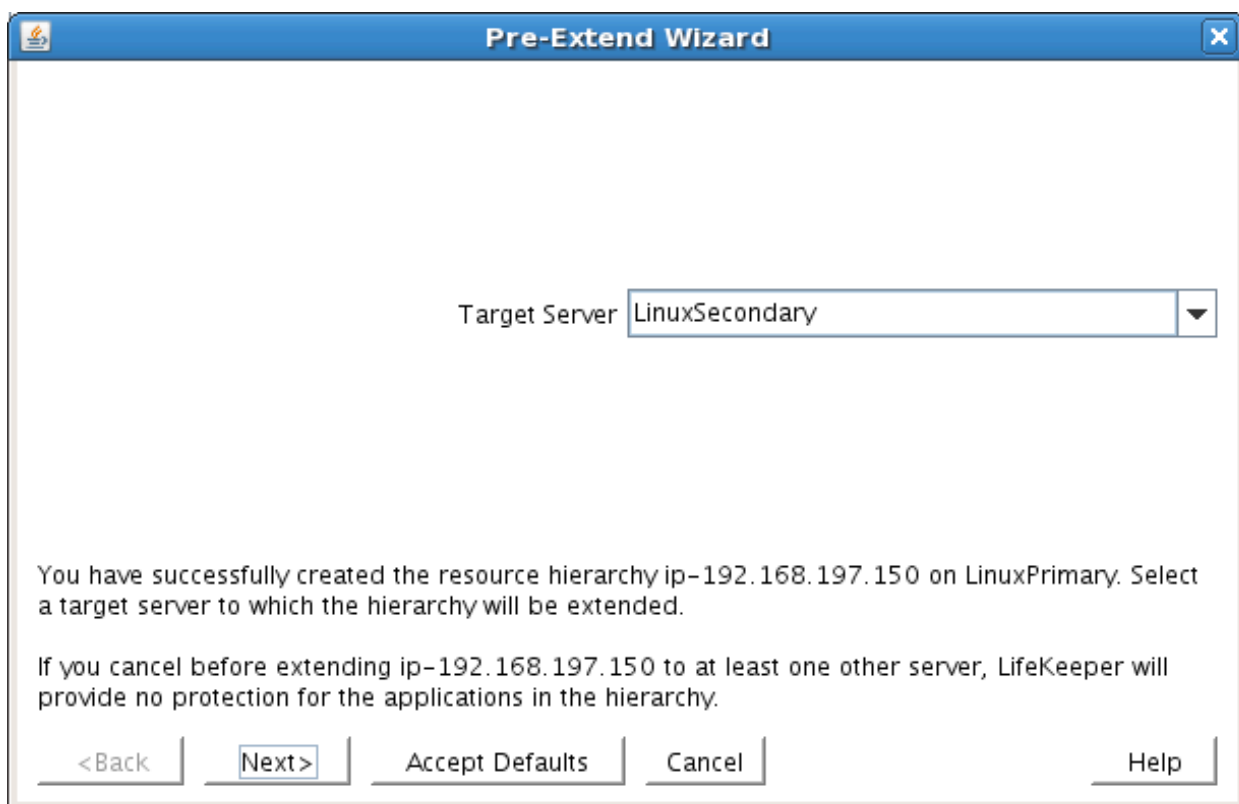 Pre-Extend Wizard
Target Server LinuxSecondary
You have successfully created the resource hierarchy ip-192.168.197.150 on LinuxPrimary. Select
a target server to which the hierarchy will be extended.
If you cancel before extending ip-192.168.197.150 to at least one other server, LifeKeeper will
provide no protection for the applications in the hierarchy.
<Back Next> Accept Defaults Cancel Help